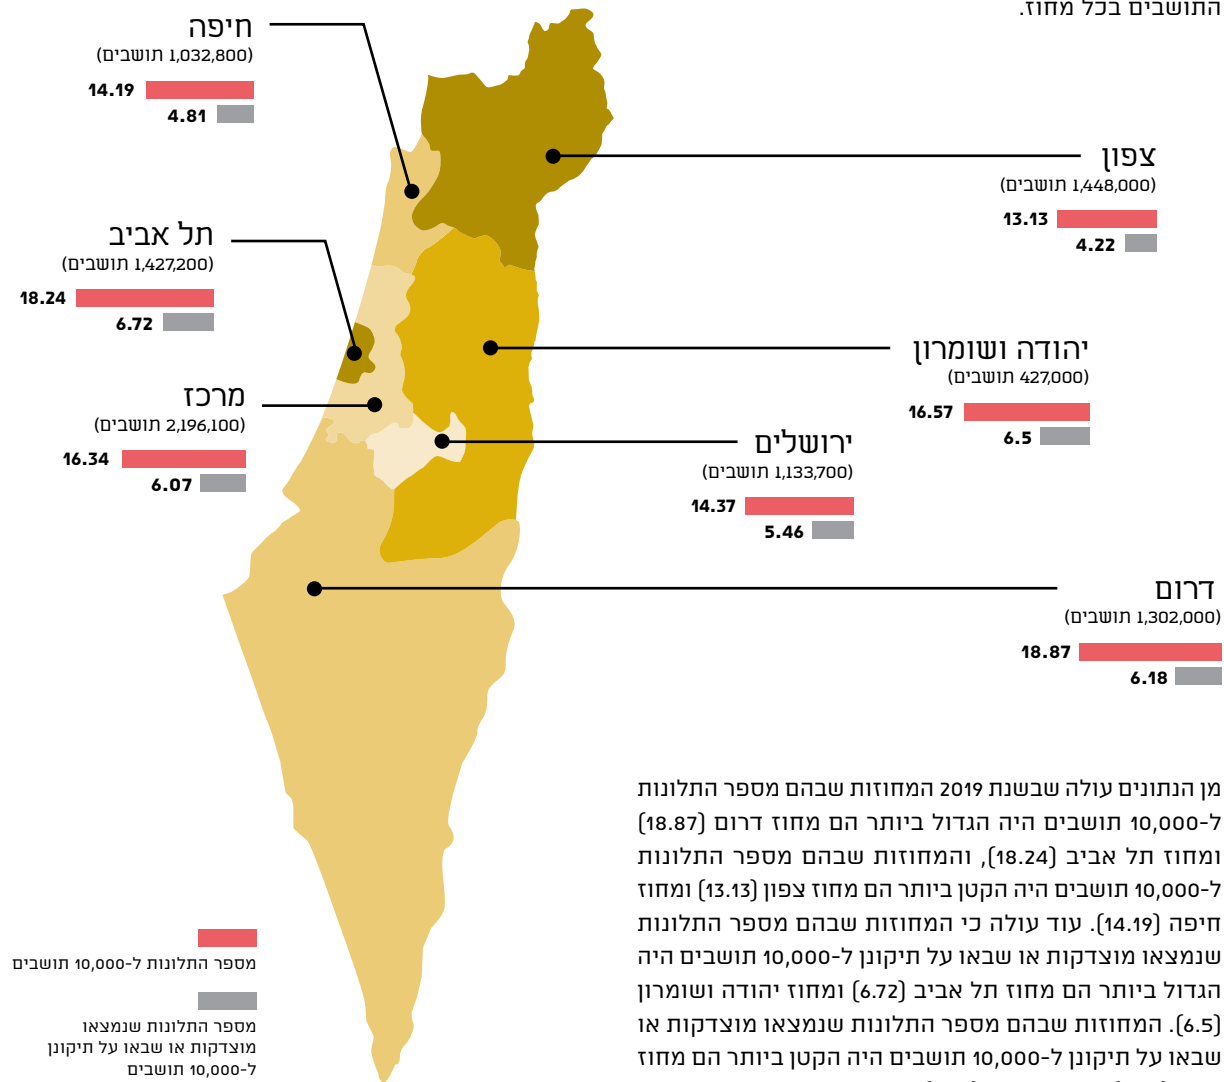 התושבים בכל מחוז.
חיפה
(1,032,800 תושבים)
14.19
4.81
צפון
(1,448,000 תושבים)
13.13
4.22
תל אביב
(1,427,200 תושבים)
18.24
6.72
יהודה ושומרון
(427,000 תושבים)
16.57
6.5
מרכז
(2,196,100 תושבים)
16.34
6.07
ירושלים
(1,133,700 תושבים)
14.37
5.46
דרום
(1,302,000 תושבים)
18.87
6.18
מן הנתונים עולה שבשנת 2019 המחוזות שבהם מספר התלונות
ל-10,000 תושבים היה הגדול ביותר הם מחוז דרום (18.87)
ומחוז תל אביב (18.24), והמחוזות שבהם מספר התלונות
ל-10,000 תושבים היה הקטן ביותר הם מחוז צפון (13.13) ומחוז
חיפה (14.19). עוד עולה כי המחוזות שבהם מספר התלונות
שנמצאו מוצדקות או שבאו על תיקונן ל-10,000 תושבים היה
הגדול ביותר הם מחוז תל אביב (6.72) ומחוז יהודה ושומרון
(6.5). המחוזות שבהם מספר התלונות שנמצאו מוצדקות או
שבאו על תיקונן ל-10,000 תושבים היה הקטן ביותר הם מחוז
מספר התלונות ל-10,000 תושבים
מספר התלונות שנמצאו
מוצדקות או שבאו על תיקונן
ל-10,000 תושבים